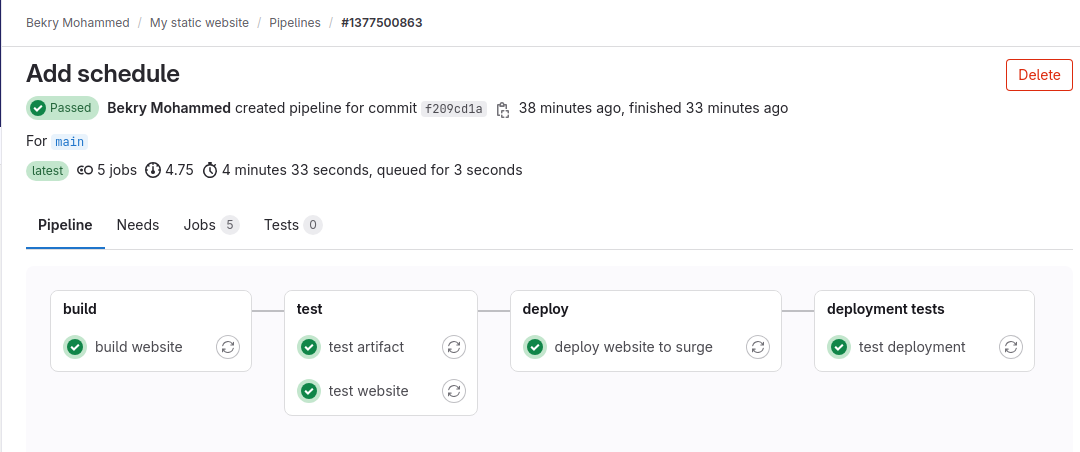 Bekry Mohammed / My static website / Pipelines / #1377500863
Add schedule
Delete
Passed Bekry Mohammed created pipeline for commit f209cd1a 38 minutes ago, finished 33 minutes ago
For main
latest 5 jobs 4.75 4 minutes 33 seconds, queued for 3 seconds
Pipeline Needs Jobs 5 Tests 0
build
build website
test
test artifact
test website
deploy
deploy website to surge
deployment tests
test deployment